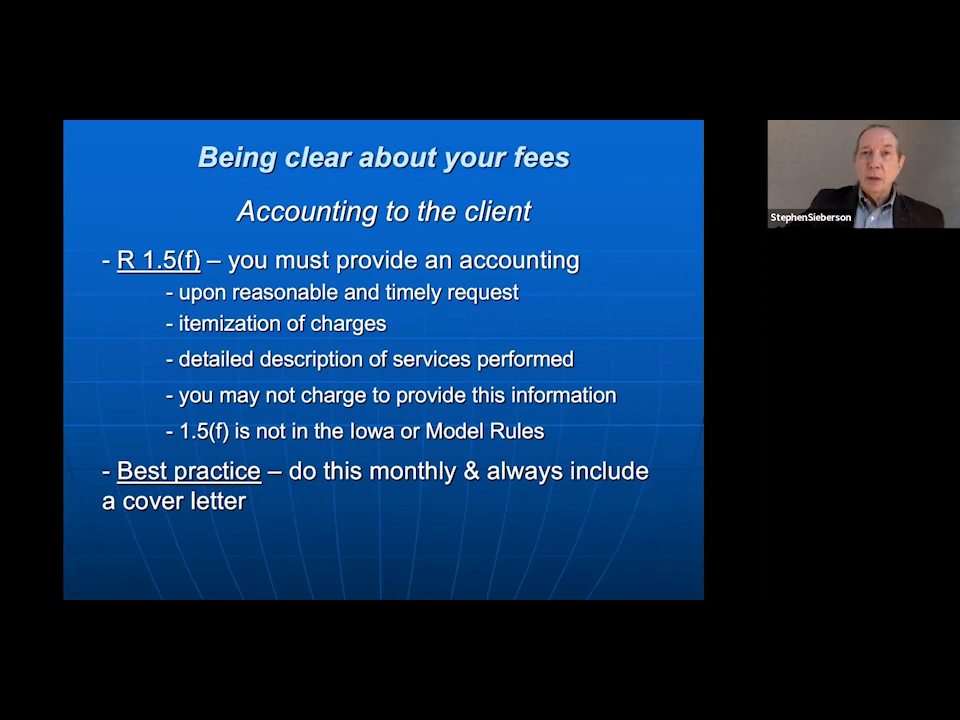 Being clear about your fees
Accounting to the client
- R 1.5(f) – you must provide an accounting
- upon reasonable and timely request
- itemization of charges
- detailed description of services performed
- you may not charge to provide this information
- 1.5(f) is not in the Iowa or Model Rules
- Best practice – do this monthly & always include
a cover letter
StephenSieberson